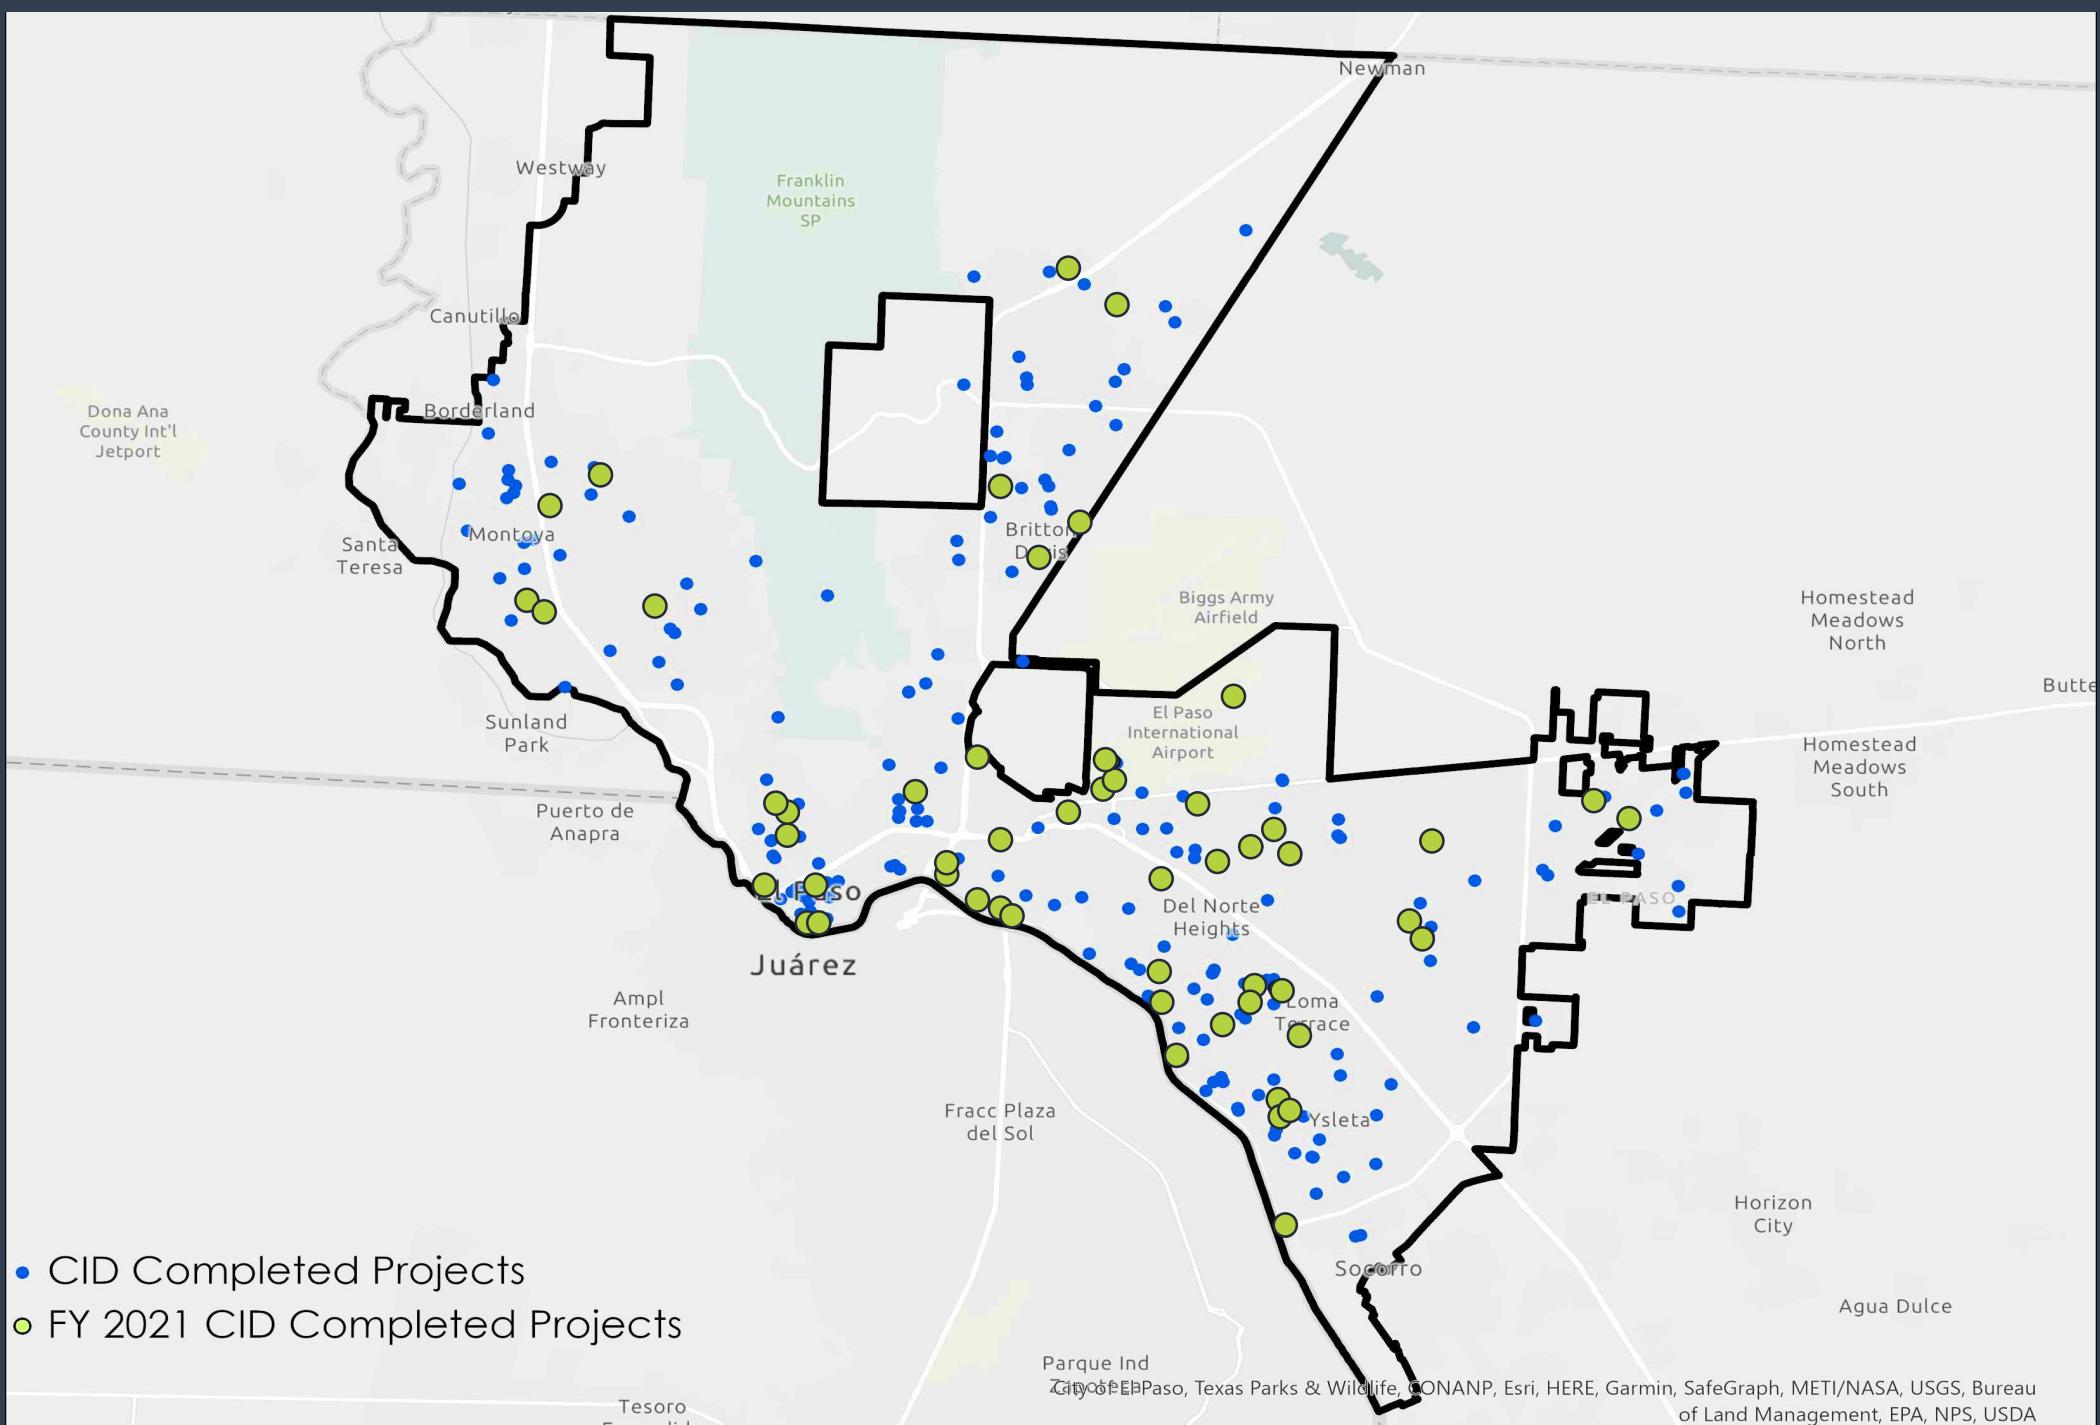 Newman
Westway
Franklin
Mountains
SP
Canutillo
Borderland
Dona Ana
County Int'l
Jetport
Montoya
Santa
Teresa
Britton
Davis
Biggs Army
Airfield
Homestead
Meadows
North
Butte
Sunland
Park
El Paso
International
Airport
Homestead
Meadows
South
Puerto de
Anapra
El Paso
EL PASO
Del Norte
Heights
Juárez
Ampl
Fronteriza
Loma
Terrace
Fracc Plaza
del Sol
Ysleta
Horizon
City
CID Completed Projects
Socorro
Agua Dulce
FY 2021 CID Completed Projects
Parque Ind
City of El Paso, Texas Parks & Wildlife, CONANP, Esri, HERE, Garmin, SafeGraph, METI/NASA, USGS, Bureau
of Land Management, EPA, NPS, USDA
Tesoro